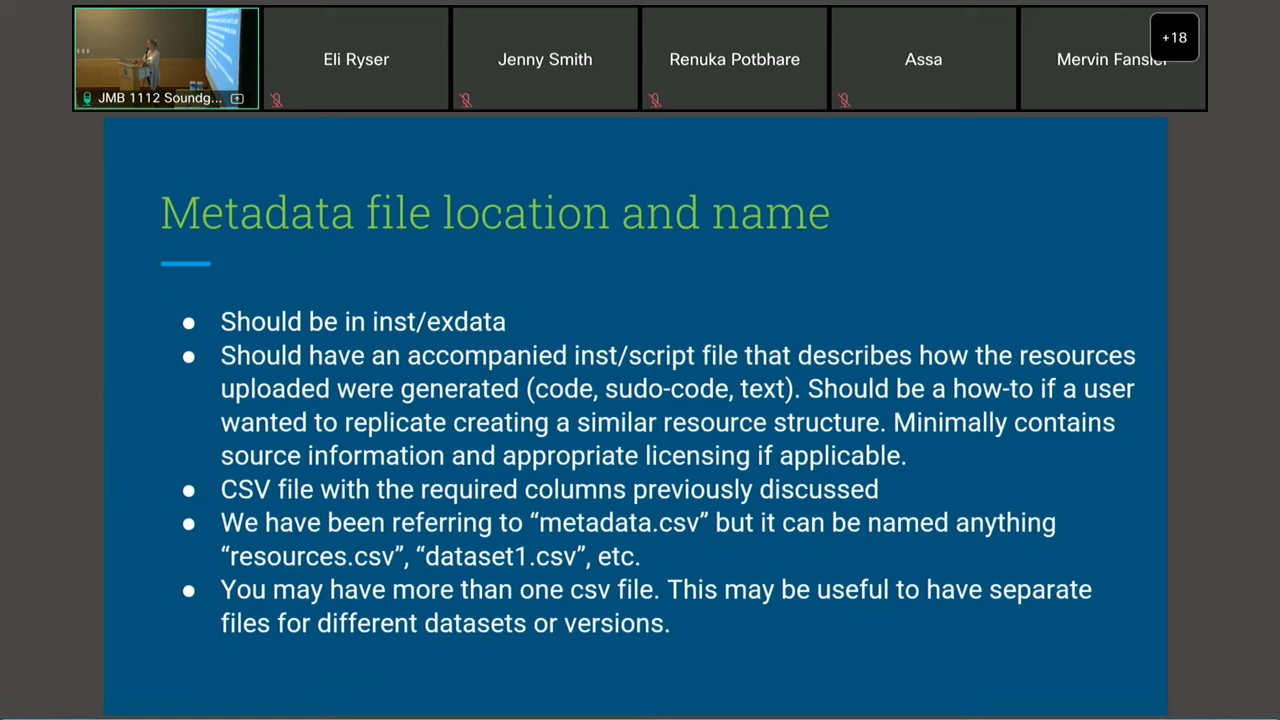 JMB 1112 Soundg...
Eli Ryser
Jenny Smith
Renuka Potbhare
Assa
Mervin Fansler
+18
Metadata file location and name
● Should be in inst/exdata
● Should have an accompanied inst/script file that describes how the resources
uploaded were generated (code, sudo-code, text). Should be a how-to if a user
wanted to replicate creating a similar resource structure. Minimally contains
source information and appropriate licensing if applicable.
● CSV file with the required columns previously discussed
● We have been referring to “metadata.csv” but it can be named anything
“resources.csv”, “dataset1.csv”, etc.
● You may have more than one csv file. This may be useful to have separate
files for different datasets or versions.